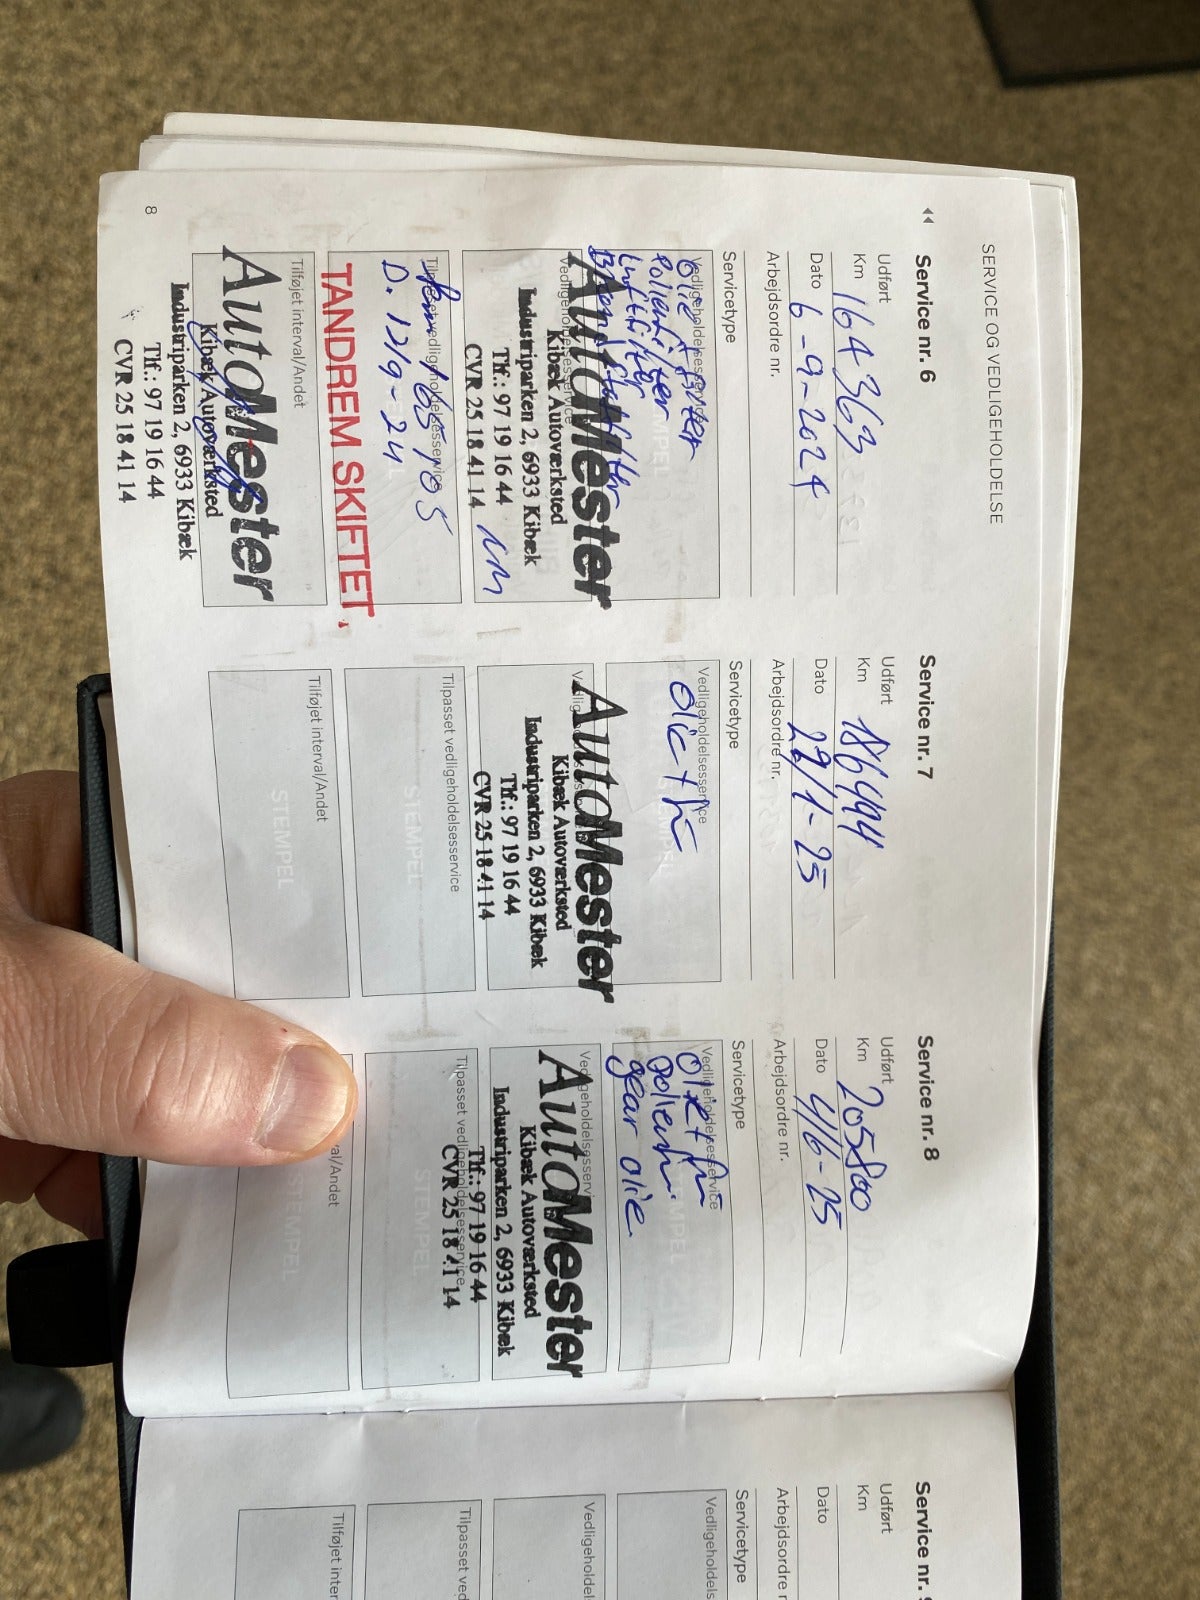 SERVICE OG VEDLIGEHOLDELSE
Service nr. 6
Udført
Km 164 363
Dato 6-9-2024
Arbejdsordre nr.
Servicetype
Vedligeholdelsesservice
Olie + filter
Pollenfilter
Luftfilter
Brændstoffilter
AutoMester
Kibæk Autoværksted
Industriparken 2, 6933 Kibæk
Tlf.: 97 19 16 44
CVR 25 18 41 14
Tilpasset vedligeholdelsesservice
D. 12/9-24
TANDREM SKIFTET.
Tilføjet interval/Andet
AutoMester
Kibæk Autoværksted
Industriparken 2, 6933 Kibæk
Tlf.: 97 19 16 44
CVR 25 18 41 14
Service nr. 7
Udført
Km 186494
Dato 29/1-25
Arbejdsordre nr.
Servicetype
Vedligeholdelsesservice
STEMPEL
AutoMester
Kibæk Autoværksted
Industriparken 2, 6933 Kibæk
Tlf.: 97 19 16 44
CVR 25 18 41 14
Tilpasset vedligeholdelsesservice
STEMPEL
Tilføjet interval/Andet
STEMPEL
Service nr. 8
Udført
Km 205800
Dato 4/6-25
Arbejdsordre nr.
Servicetype
Vedligeholdelsesservice
STEMPEL
gear olie
AutoMester
Kibæk Autoværksted
Industriparken 2, 6933 Kibæk
Tlf.: 97 19 16 44
CVR 25 18 41 14
Tilpasset vedligeholdelsesservice
STEMPEL
val/Andet
STEMPEL
8
Service nr.
Udført
Km
Dato
Arbejdsordre
Servicetype